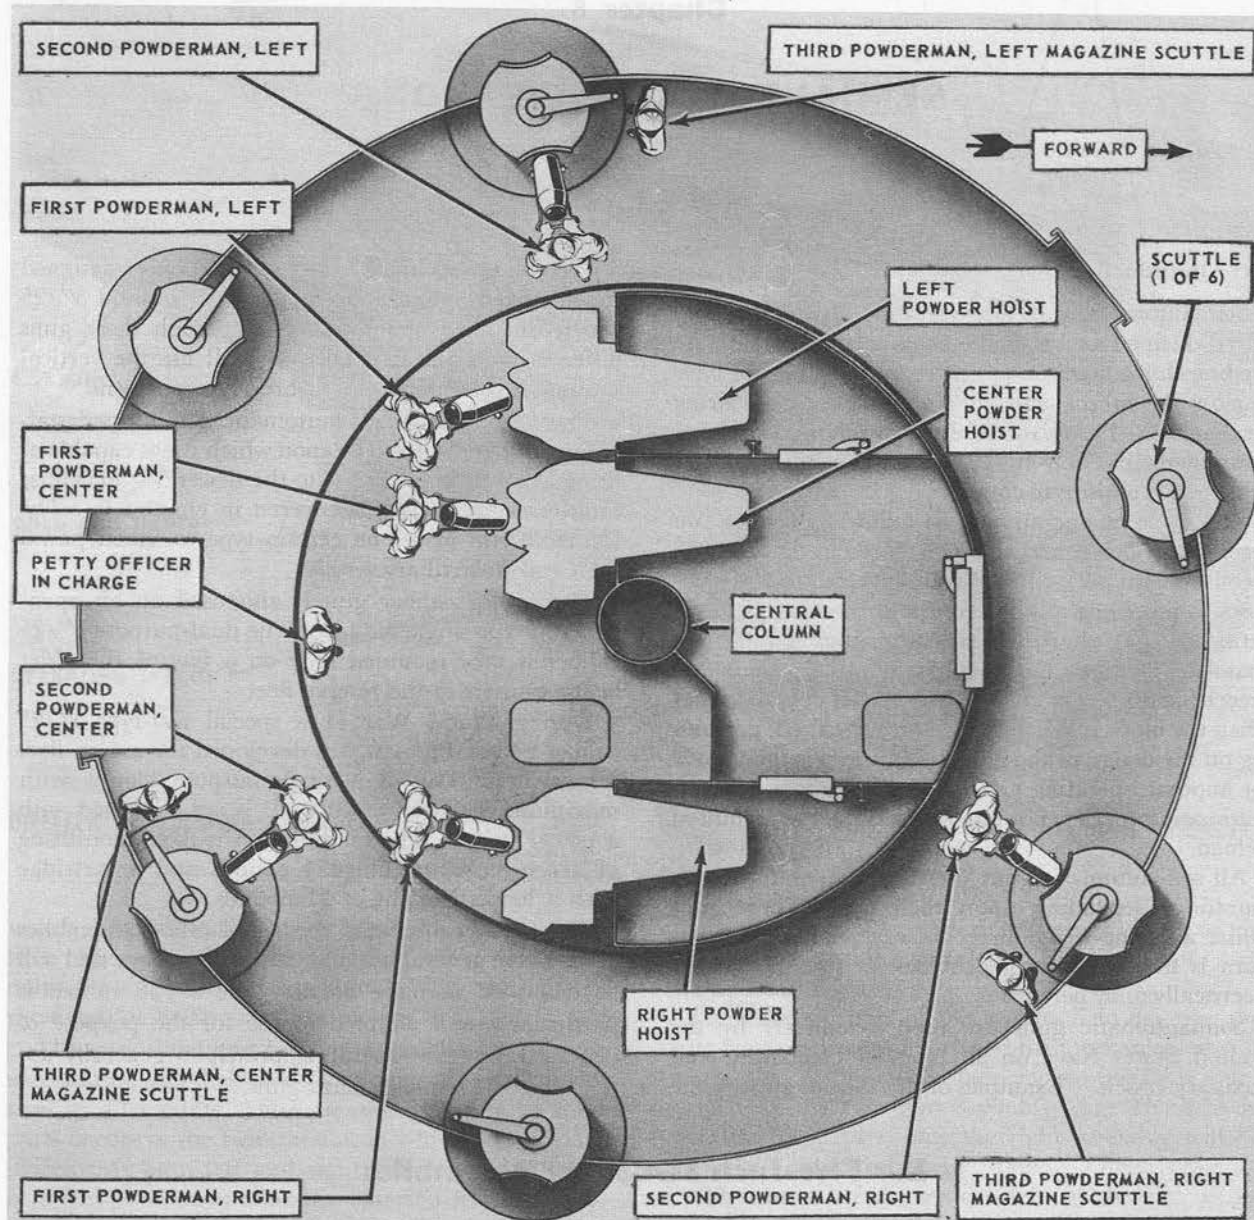 SECOND POWDERMAN, LEFT
THIRD POWDERMAN, LEFT MAGAZINE SCUTTLE
FORWARD
FIRST POWDERMAN, LEFT
SCUTTLE
(1 OF 6)
LEFT
POWDER HOIST
CENTER
POWDER
HOIST
FIRST
POWDERMAN,
CENTER
PETTY OFFICER
IN CHARGE
CENTRAL
COLUMN
SECOND
POWDERMAN,
CENTER
RIGHT POWDER
HOIST
THIRD POWDERMAN, CENTER
MAGAZINE SCUTTLE
FIRST POWDERMAN, RIGHT
SECOND POWDERMAN, RIGHT
THIRD POWDERMAN, RIGHT
MAGAZINE SCUTTLE